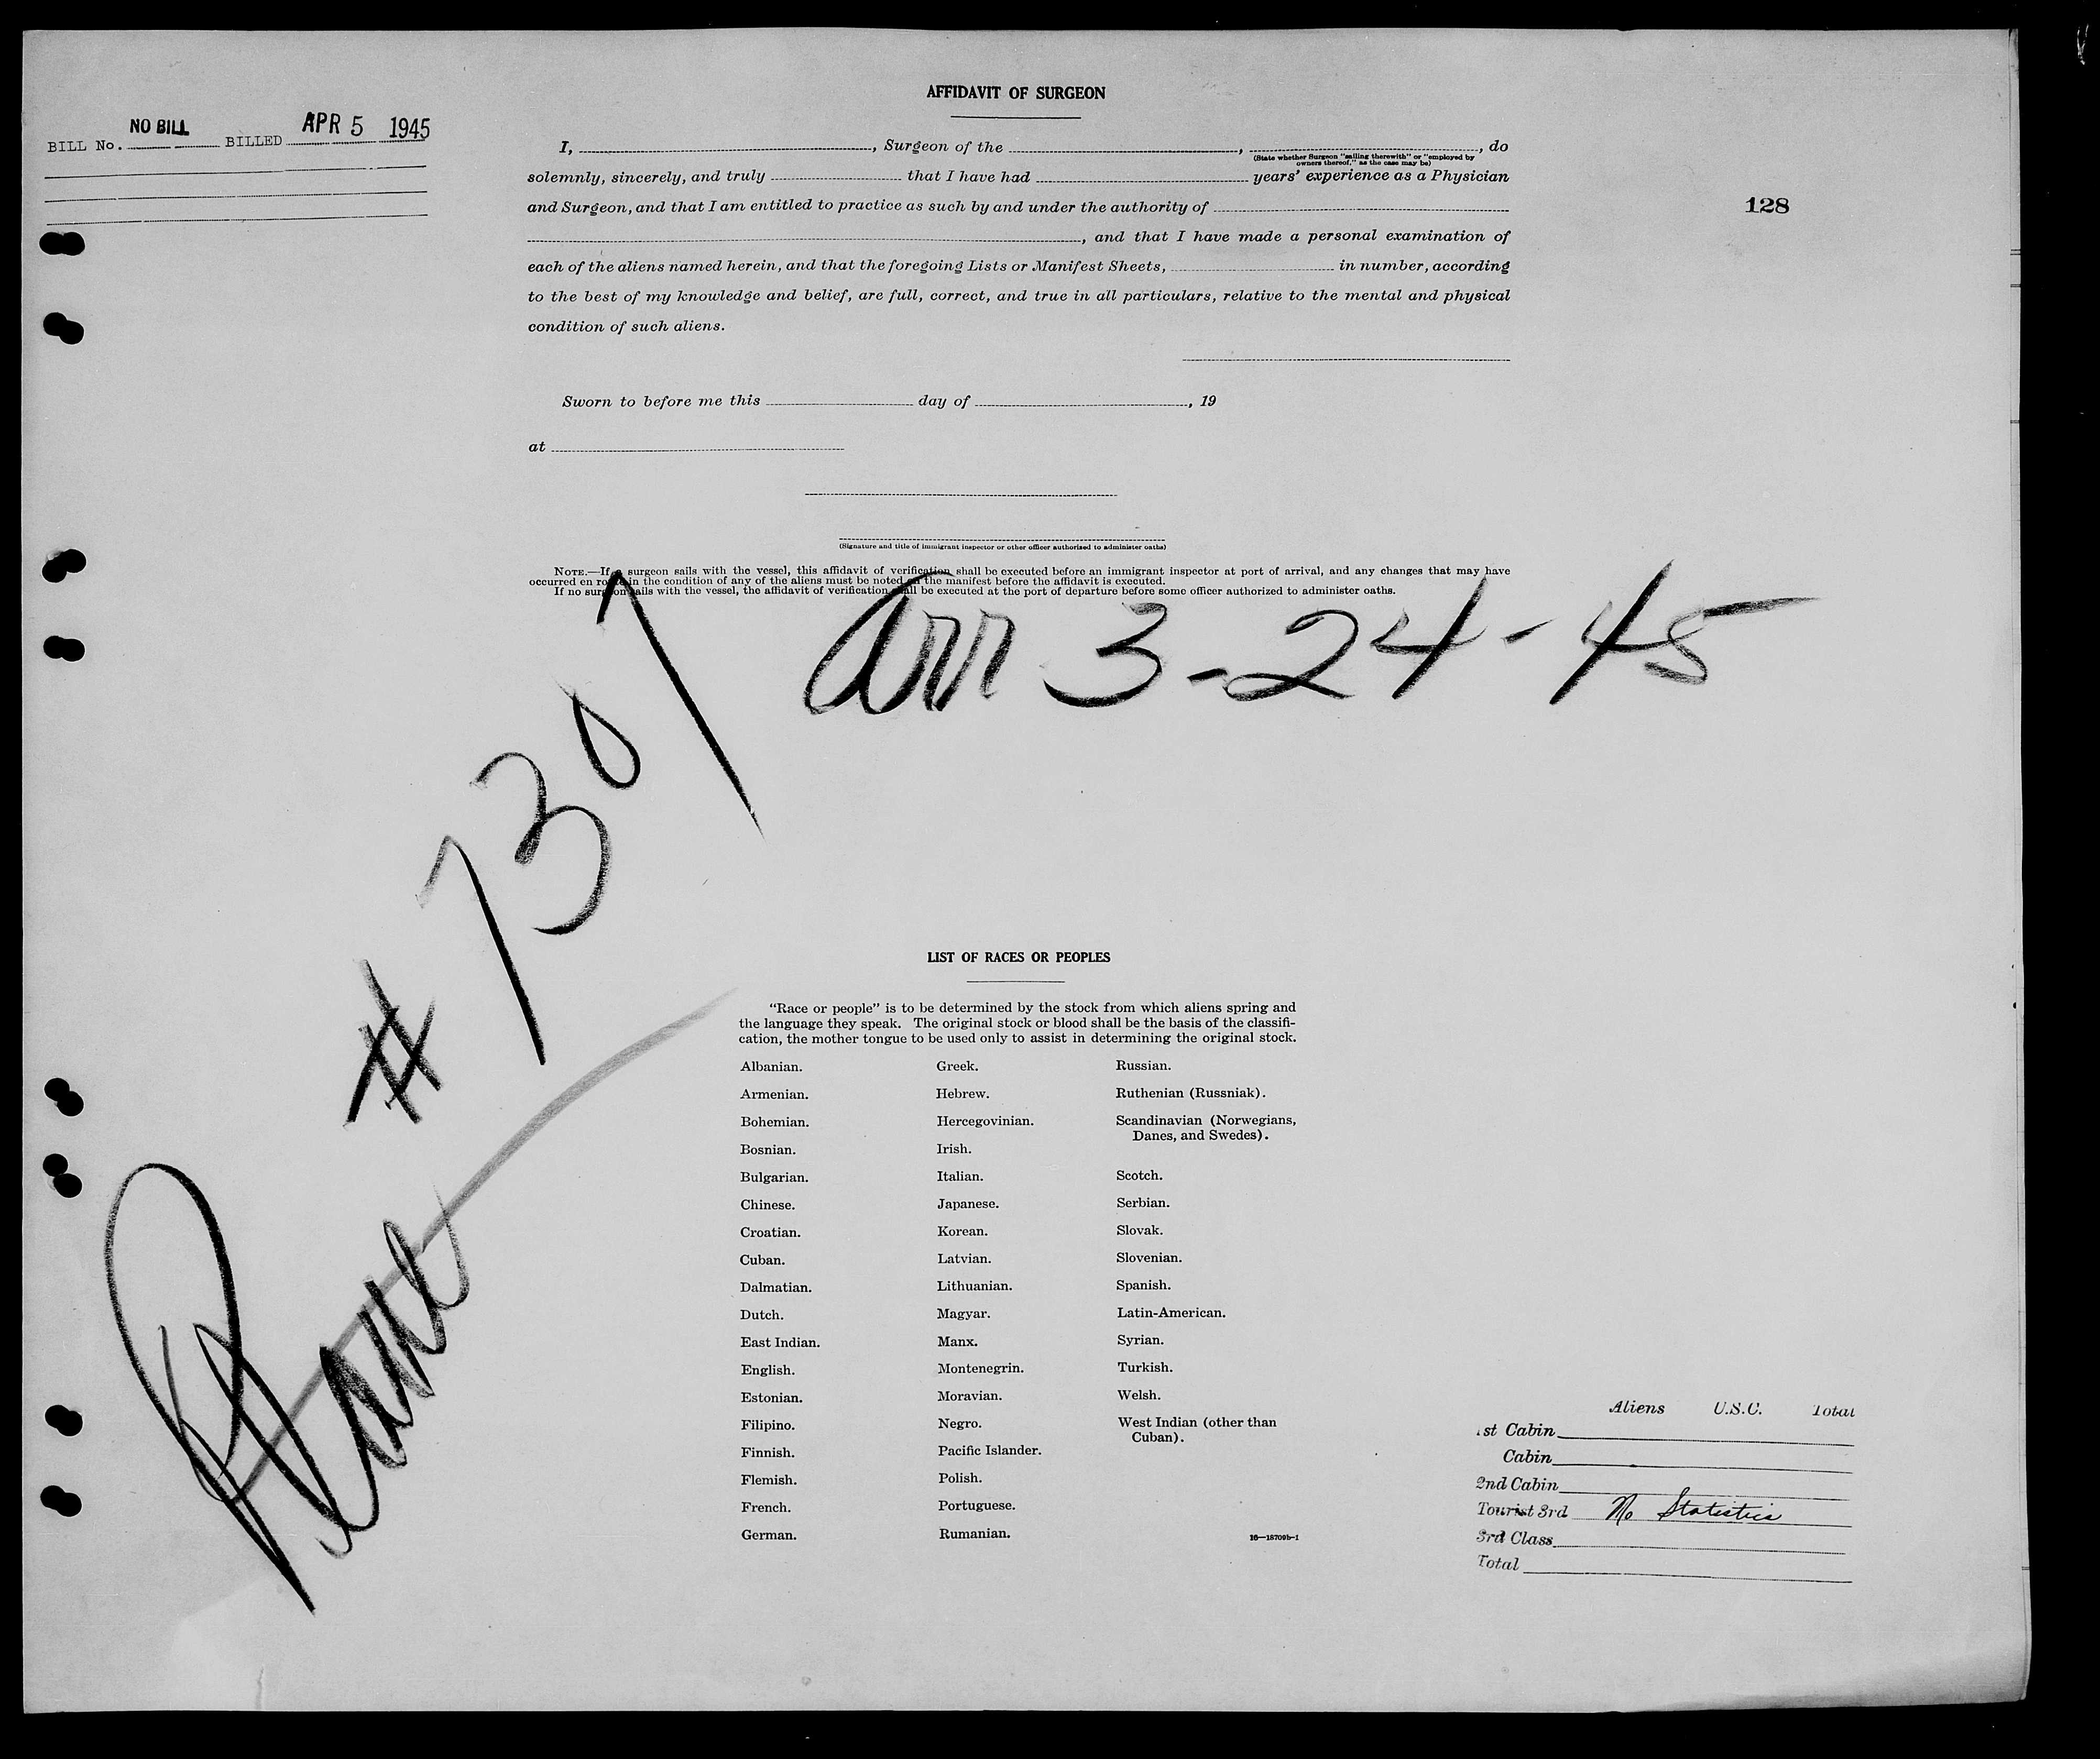 BILL No. NO BILL BILLED APR 5 1945
AFFIDAVIT OF SURGEON
I, , Surgeon of the , , do
(State whether Surgeon "sailing therewith" or "employed by
owners thereof," as the case may be)
solemnly, sincerely, and truly that I have had years' experience as a Physician
and Surgeon, and that I am entitled to practice as such by and under the authority of
128
, and that I have made a personal examination of
each of the aliens named herein, and that the foregoing Lists or Manifest Sheets, in number, according
to the best of my knowledge and belief, are full, correct, and true in all particulars, relative to the mental and physical
condition of such aliens.
Sworn to before me this day of , 19
at
(Signature and title of immigrant inspector or other officer authorized to administer oaths)
NOTE.—If a surgeon sails with the vessel, this affidavit of verification shall be executed before an immigrant inspector at port of arrival, and any changes that may have
occurred en route in the condition of any of the aliens must be noted on the manifest before the affidavit is executed.
If no surgeon sails with the vessel, the affidavit of verification shall be executed at the port of departure before some officer authorized to administer oaths.
Arr 3-24-45
Plane # 7307
LIST OF RACES OR PEOPLES
"Race or people" is to be determined by the stock from which aliens spring and
the language they speak. The original stock or blood shall be the basis of the classifi-
cation, the mother tongue to be used only to assist in determining the original stock.
Albanian.
Armenian.
Bohemian.
Bosnian.
Bulgarian.
Chinese.
Croatian.
Cuban.
Dalmatian.
Dutch.
East Indian.
English.
Estonian.
Filipino.
Finnish.
Flemish.
French.
German.
Greek.
Hebrew.
Hercegovinian.
Irish.
Italian.
Japanese.
Korean.
Latvian.
Lithuanian.
Magyar.
Manx.
Montenegrin.
Moravian.
Negro.
Pacific Islander.
Polish.
Portuguese.
Rumanian.
Russian.
Ruthenian (Russniak).
Scandinavian (Norwegians,
Danes, and Swedes).
Scotch.
Serbian.
Slovak.
Slovenian.
Spanish.
Latin-American.
Syrian.
Turkish.
Welsh.
West Indian (other than
Cuban).
16—18709b-1
Aliens U.S.C. Total
1st Cabin
Cabin
2nd Cabin
Tourist 3rd No Statistics
3rd Class
Total